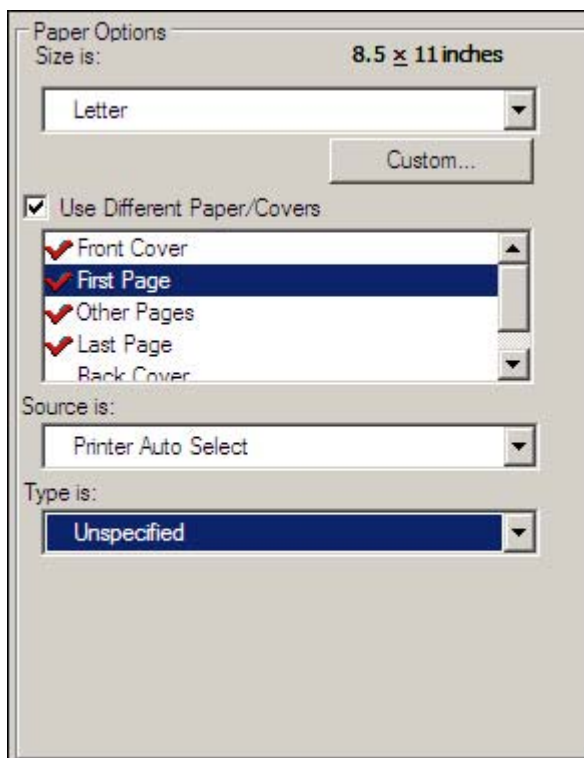 Paper Options
Size is: 8.5 x 11 inches
Letter
Custom...
Use Different Paper/Covers
Front Cover
First Page
Other Pages
Last Page
Back Cover
Source is:
Printer Auto Select
Type is:
Unspecified